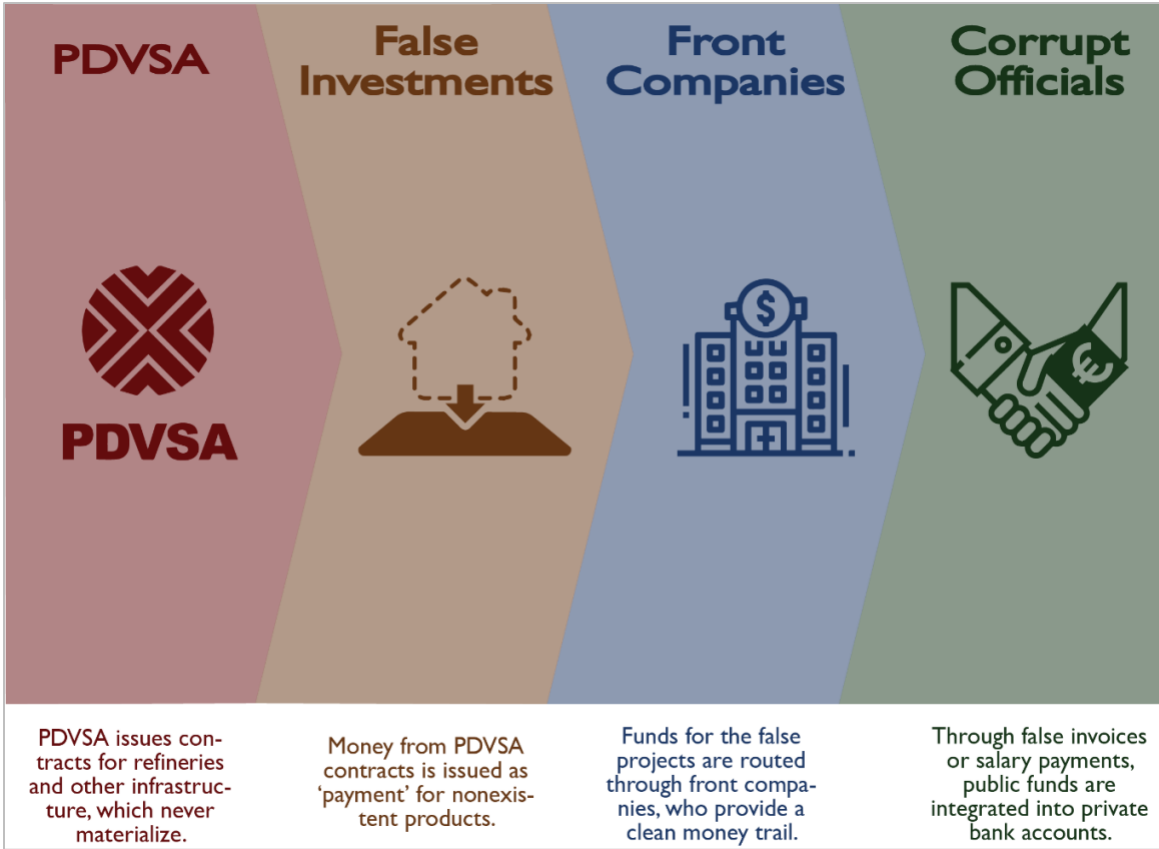 PDVSA
False
Investments
Front
Companies
Corrupt
Officials
$
€
PDVSA
PDVSA issues con-
tracts for refineries
and other infrastruc-
ture, which never
materialize.
Money from PDVSA
contracts is issued as
‘payment’ for nonexis-
tent products.
Funds for the false
projects are routed
through front compa-
nies, who provide a
clean money trail.
Through false invoices
or salary payments,
public funds are
integrated into private
bank accounts.